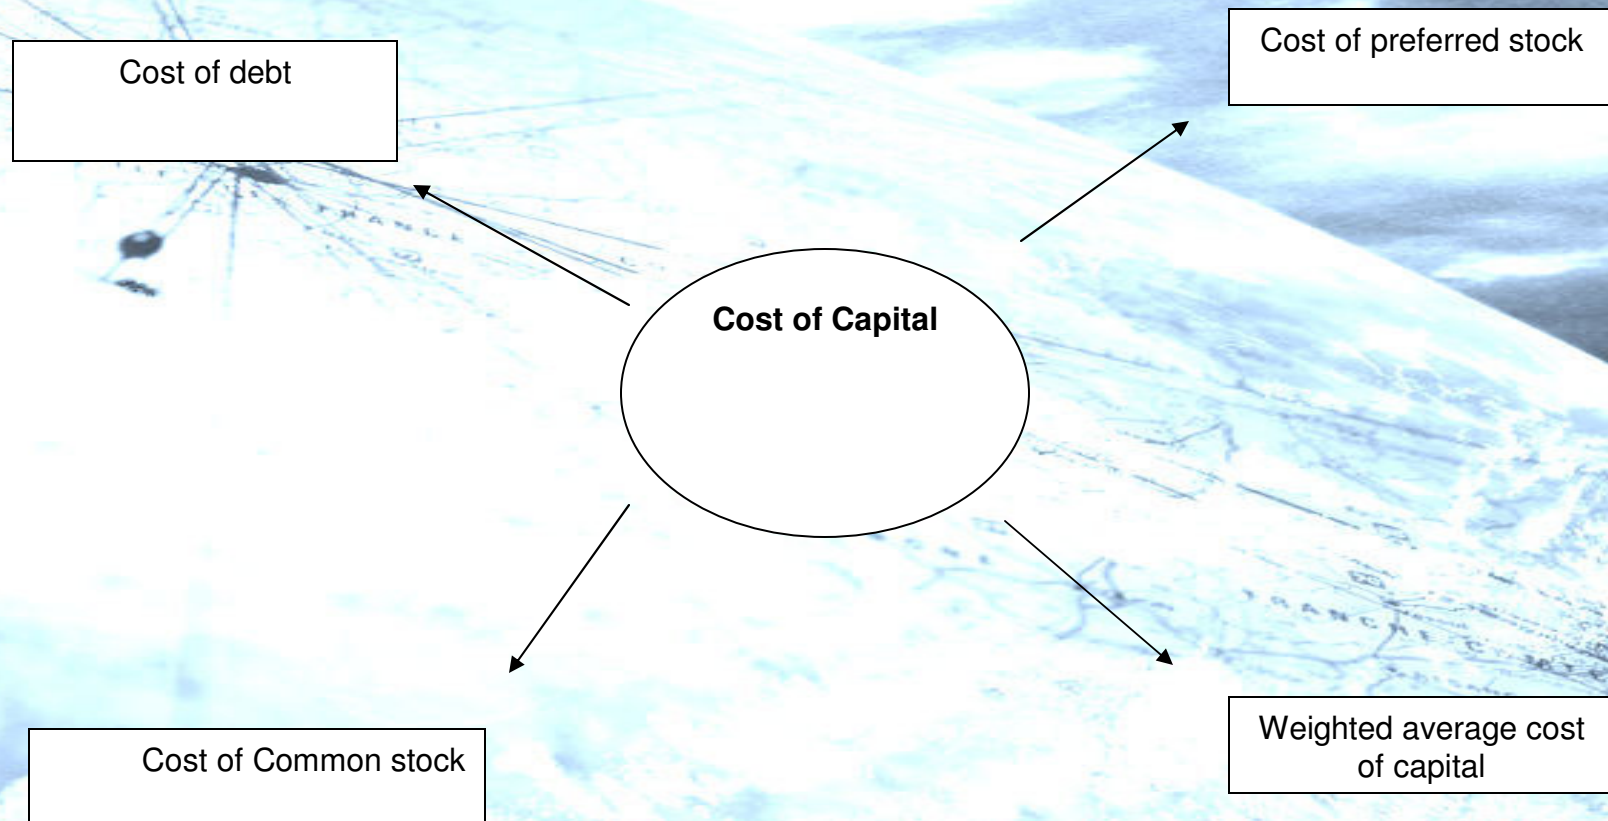 Cost of debt
Cost of preferred stock
Cost of Capital
Cost of Common stock
Weighted average cost
of capital